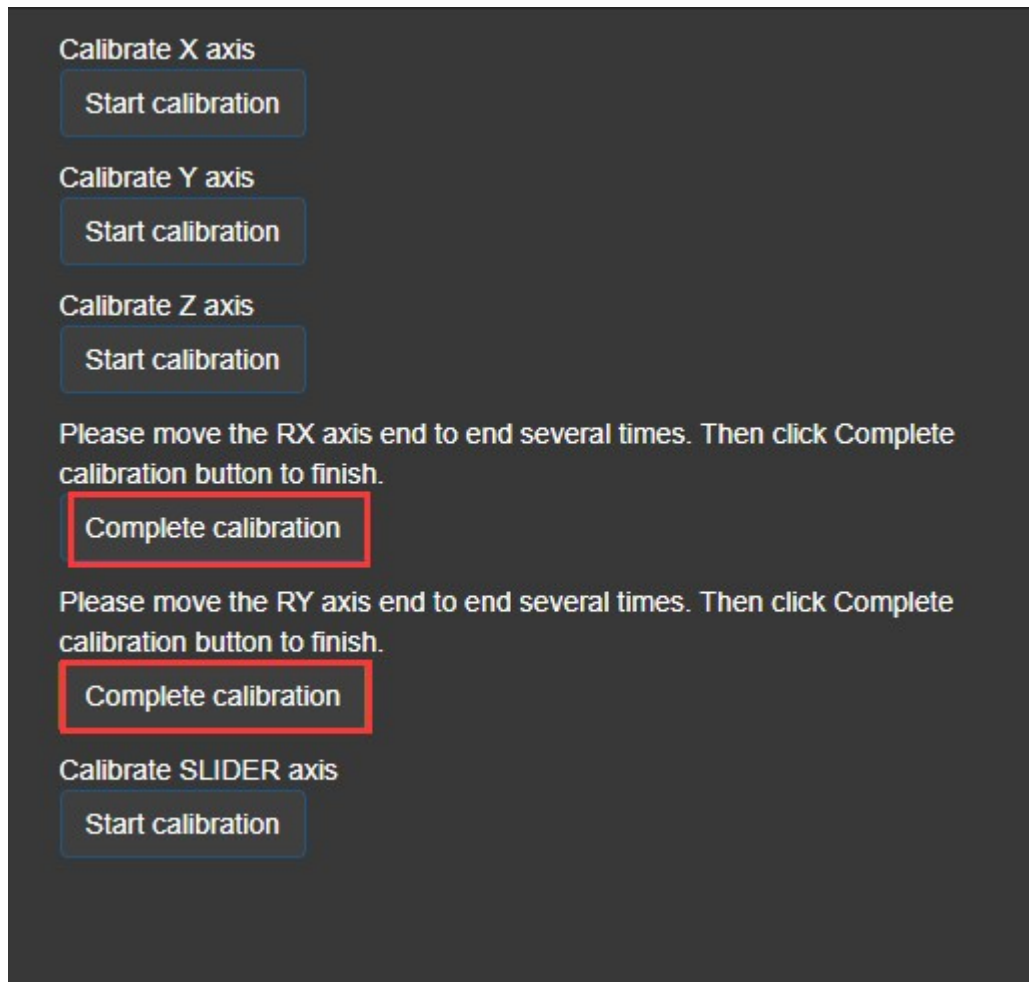 Calibrate X axis
Start calibration
Calibrate Y axis
Start calibration
Calibrate Z axis
Start calibration
Please move the RX axis end to end several times. Then click Complete
calibration button to finish.
Complete calibration
Please move the RY axis end to end several times. Then click Complete
calibration button to finish.
Complete calibration
Calibrate SLIDER axis
Start calibration